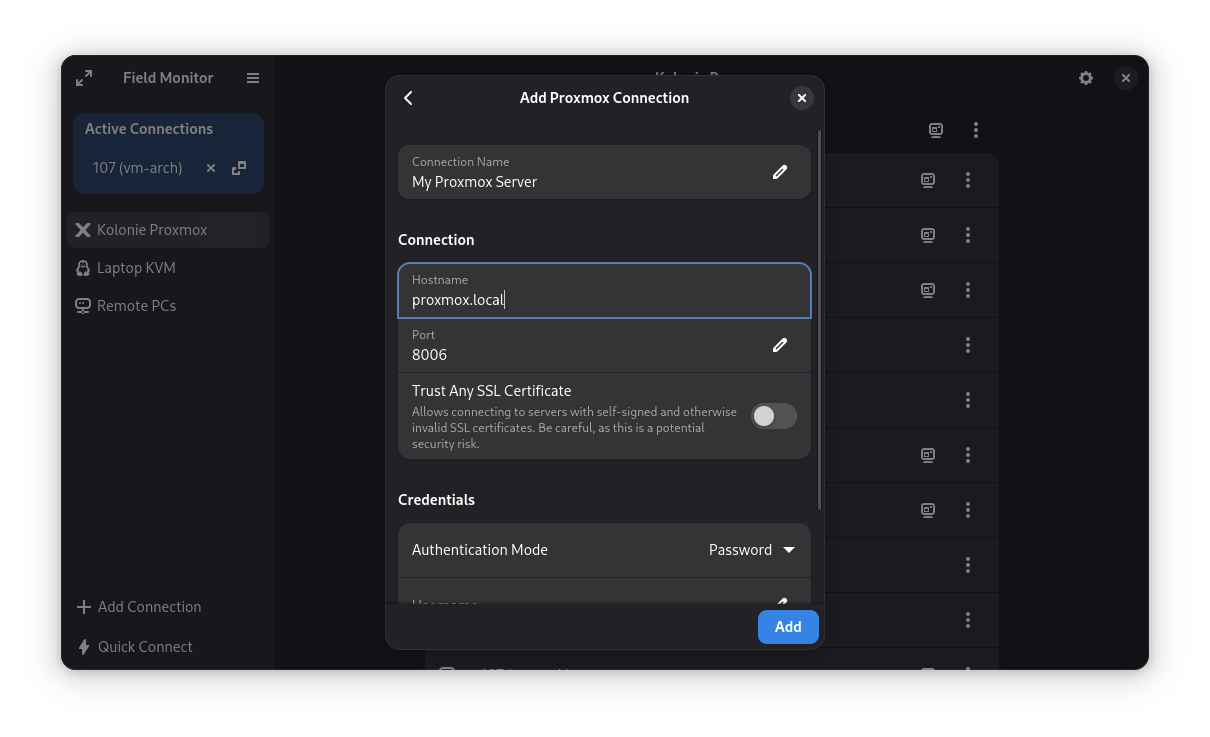 Field Monitor
Active Connections
107 (vm-arch)
Kolonie Proxmox
Laptop KVM
Remote PCs
Add Connection
Quick Connect
Add Proxmox Connection
Connection Name
My Proxmox Server
Connection
Hostname
proxmox.local
Port
8006
Trust Any SSL Certificate
Allows connecting to servers with self-signed and otherwise
invalid SSL certificates. Be careful, as this is a potential
security risk.
Credentials
Authentication Mode
Password
Username
Add